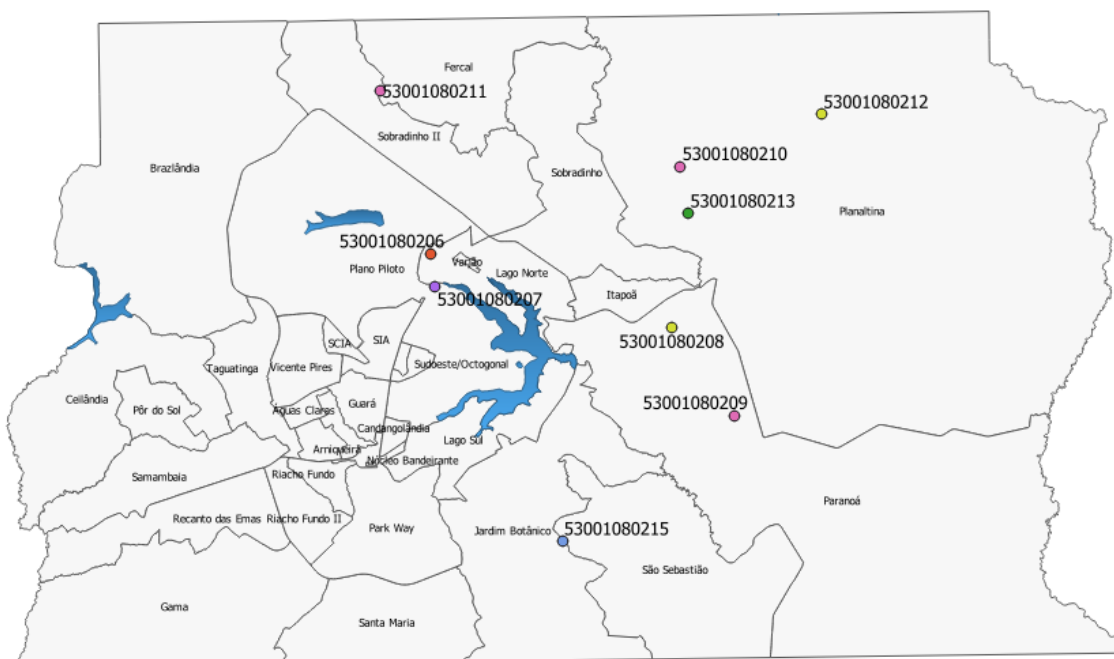 Fercal
53001080211
53001080212
Sobradinho II
53001080210
Brazlândia
Sobradinho
53001080213
Planaltina
53001080206
Varjão
Plano Piloto
Lago Norte
53001080207
Itapoã
SCIA
SIA
53001080208
Taguatinga
Vicente Pires
Sudoeste/Octogonal
Ceilândia
Pôr do Sol
Águas Claras
Guará
53001080209
Candangolândia
Lago Sul
Arniqueira
Núcleo Bandeirante
Samambaia
Riacho Fundo
Paranoá
Recanto das Emas
Riacho Fundo II
Park Way
Jardim Botânico
53001080215
São Sebastião
Gama
Santa Maria